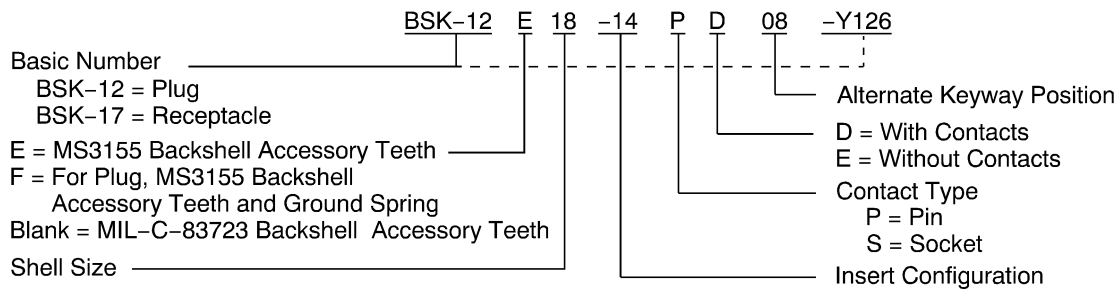 BSK-12 E 18 -14 P D 08 -Y126
Basic Number
BSK-12 = Plug
BSK-17 = Receptacle
E = MS3155 Backshell Accessory Teeth
F = For Plug, MS3155 Backshell
Accessory Teeth and Ground Spring
Blank = MIL-C-83723 Backshell Accessory Teeth
Shell Size
Alternate Keyway Position
D = With Contacts
E = Without Contacts
Contact Type
P = Pin
S = Socket
Insert Configuration